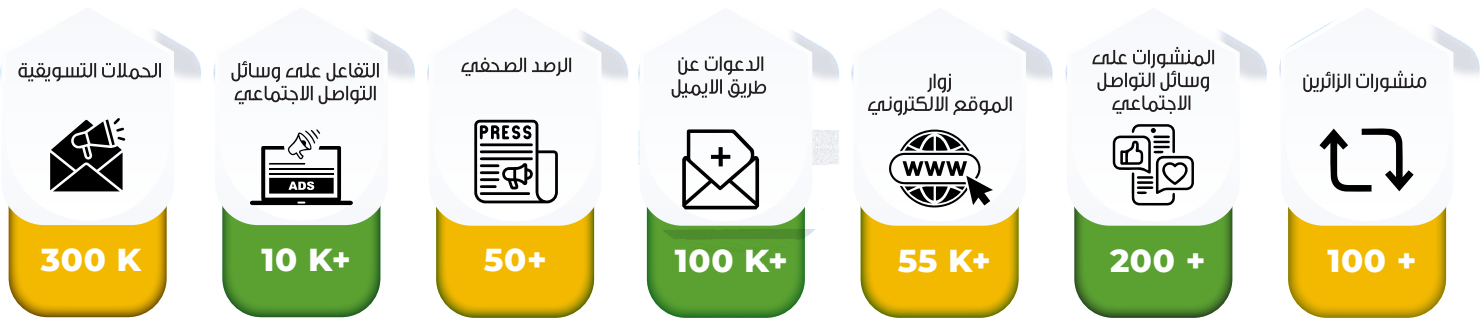 منشورات الزائرين
100 +
المنشورات على
وسائل التواصل
الاجتماعي
200 +
زوار
الموقع الالكتروني
WWW
55 K+
الدعوات عن
طريق الايميل
100 K+
الرصد الصحفي
PRESS
50+
التفاعل على وسائل
التواصل الاجتماعي
ADS
10 K+
الحملات التسويقية
300 K